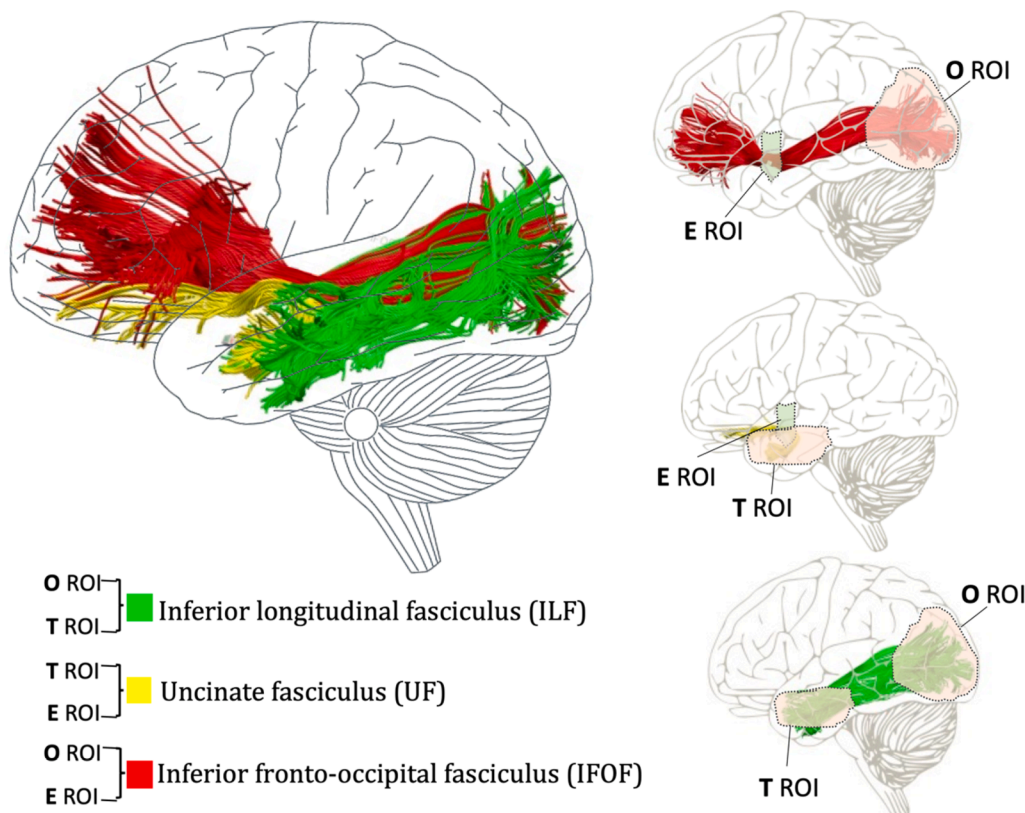 O ROI
E ROI
E ROI
T ROI
O ROI
T ROI
O ROI
T ROI
Inferior longitudinal fasciculus (ILF)
T ROI
E ROI
Uncinate fasciculus (UF)
O ROI
E ROI
Inferior fronto-occipital fasciculus (IFOF)